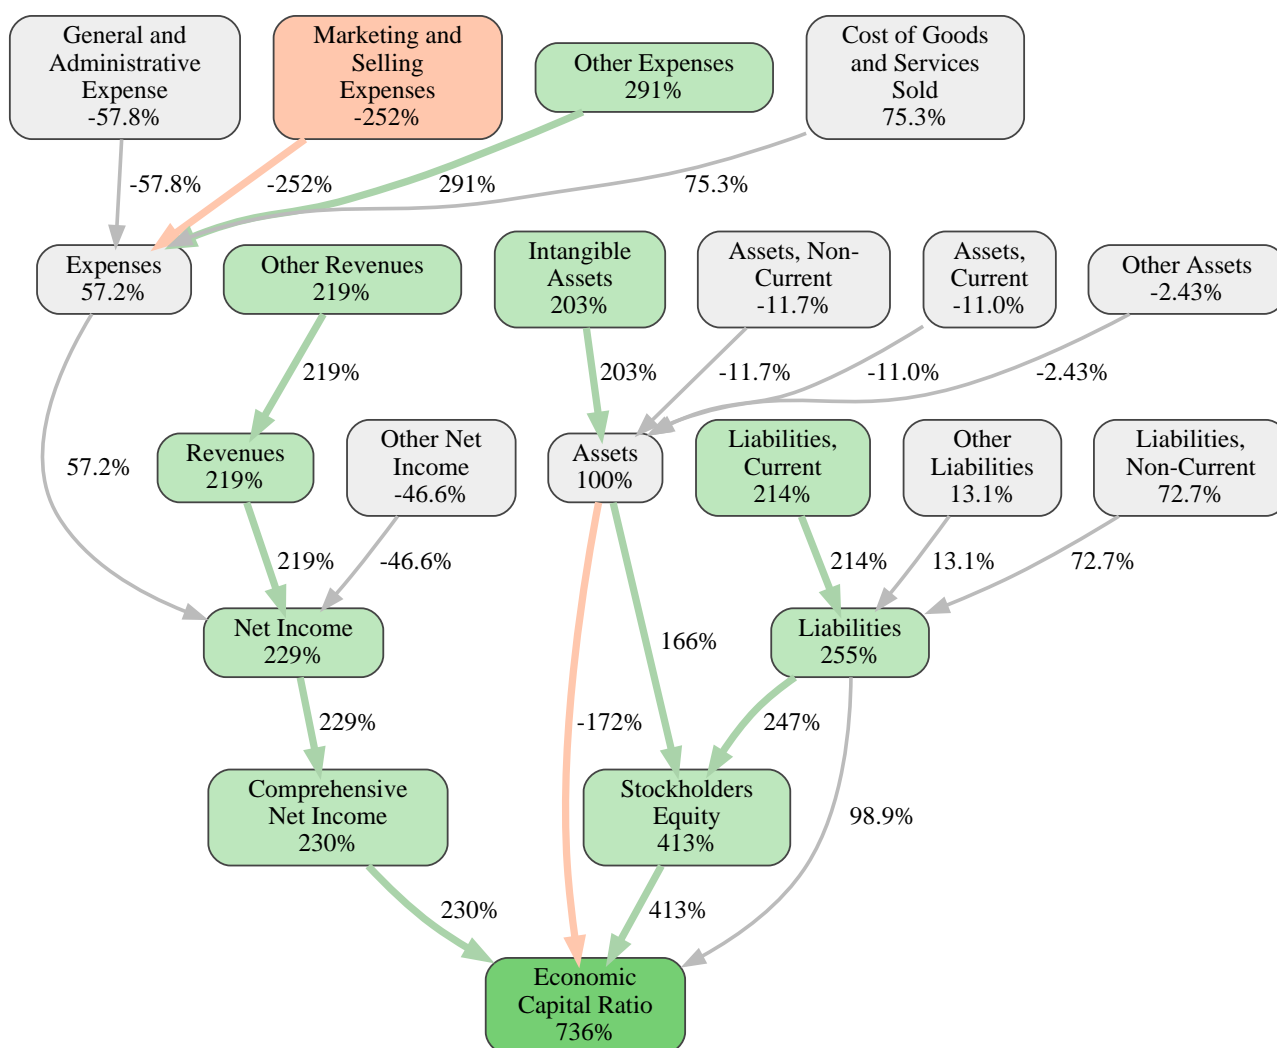 General and
Administrative
Expense
-57.8%
Marketing and
Selling
Expenses
-252%
Other Expenses
291%
Cost of Goods
and Services
Sold
75.3%
-57.8%
-252%
291%
75.3%
Expenses
57.2%
Other Revenues
219%
Intangible
Assets
203%
Assets, Non-
Current
-11.7%
Assets,
Current
-11.0%
Other Assets
-2.43%
219%
203%
-11.7%
-11.0%
-2.43%
57.2%
Revenues
219%
Other Net
Income
-46.6%
Assets
100%
Liabilities,
Current
214%
Other
Liabilities
13.1%
Liabilities,
Non-Current
72.7%
219%
-46.6%
214%
13.1%
72.7%
Net Income
229%
166%
Liabilities
255%
229%
-172%
247%
Comprehensive
Net Income
230%
Stockholders
Equity
413%
98.9%
230%
413%
Economic
Capital Ratio
736%